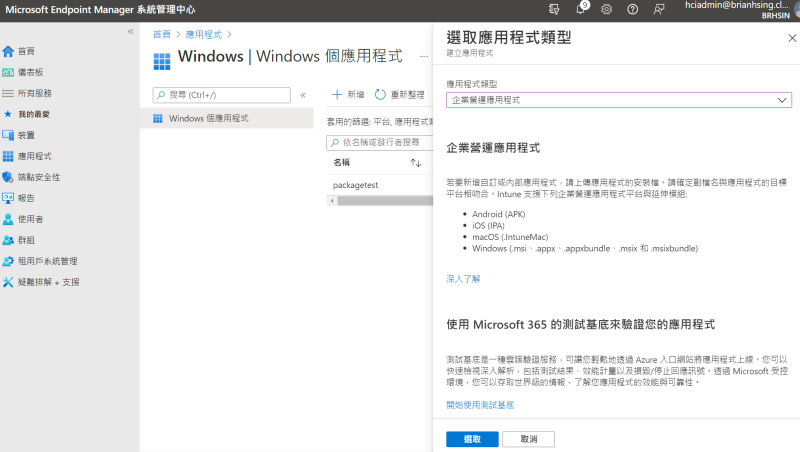 Microsoft Endpoint Manager 系統管理中心
9
hciadmin@brianhsing.cl...
BRHSIN
«
首頁
儀表板
所有服務
我的最愛
裝置
應用程式
端點安全性
報告
使用者
群組
租用戶系統管理
疑難排解 + 支援
首頁 > 應用程式 >
Windows | Windows 個應用程式 ...
搜尋 (Ctrl+/)
«
Windows 個應用程式
新增 重新整理
套用的篩選: 平台, 應用程式
依名稱或發行者搜尋
名稱
packagetest
選取應用程式類型
建立應用程式
應用程式類型
企業營運應用程式
企業營運應用程式
若要新增自訂或內部應用程式，請上傳應用程式的安裝檔。請確定副檔名與應用程式的目標
平台相吻合。Intune 支援下列企業營運應用程式平台與延伸模組:
• Android (APK)
• iOS (IPA)
• macOS (.IntuneMac)
• Windows (.msi、.appx、.appxbundle、.msix 和 .msixbundle)
深入了解
使用 Microsoft 365 的測試基底來驗證您的應用程式
測試基底是一種雲端驗證服務，可讓您輕鬆地透過 Azure 入口網站將應用程式上線。您可以
快速檢視深入解析，包括測試結果、效能計量以及損毀/停止回應訊號。透過 Microsoft 受控
環境，您可以存取世界級的情報，了解您應用程式的效能與可靠性。
開始使用測試基底
選取 取消